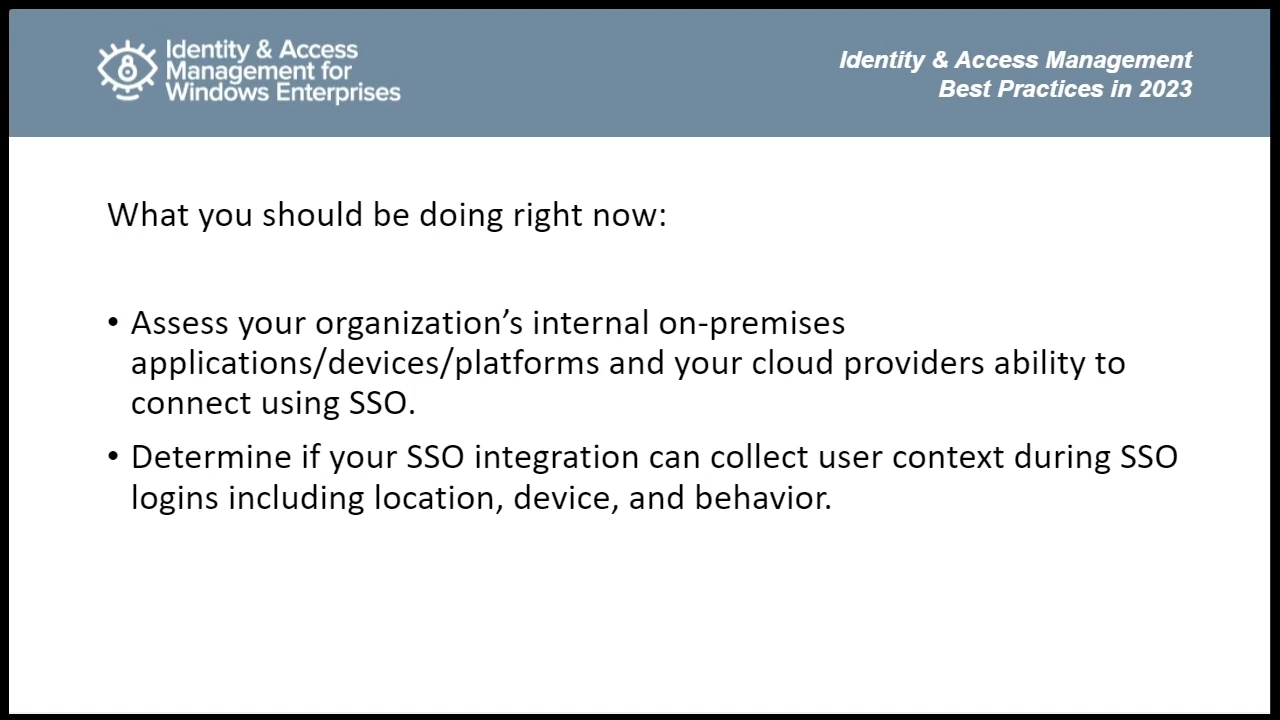 Identity & Access
Management for
Windows Enterprises
Identity & Access Management
Best Practices in 2023
What you should be doing right now:
• Assess your organization’s internal on-premises
applications/devices/platforms and your cloud providers ability to
connect using SSO.
• Determine if your SSO integration can collect user context during SSO
logins including location, device, and behavior.